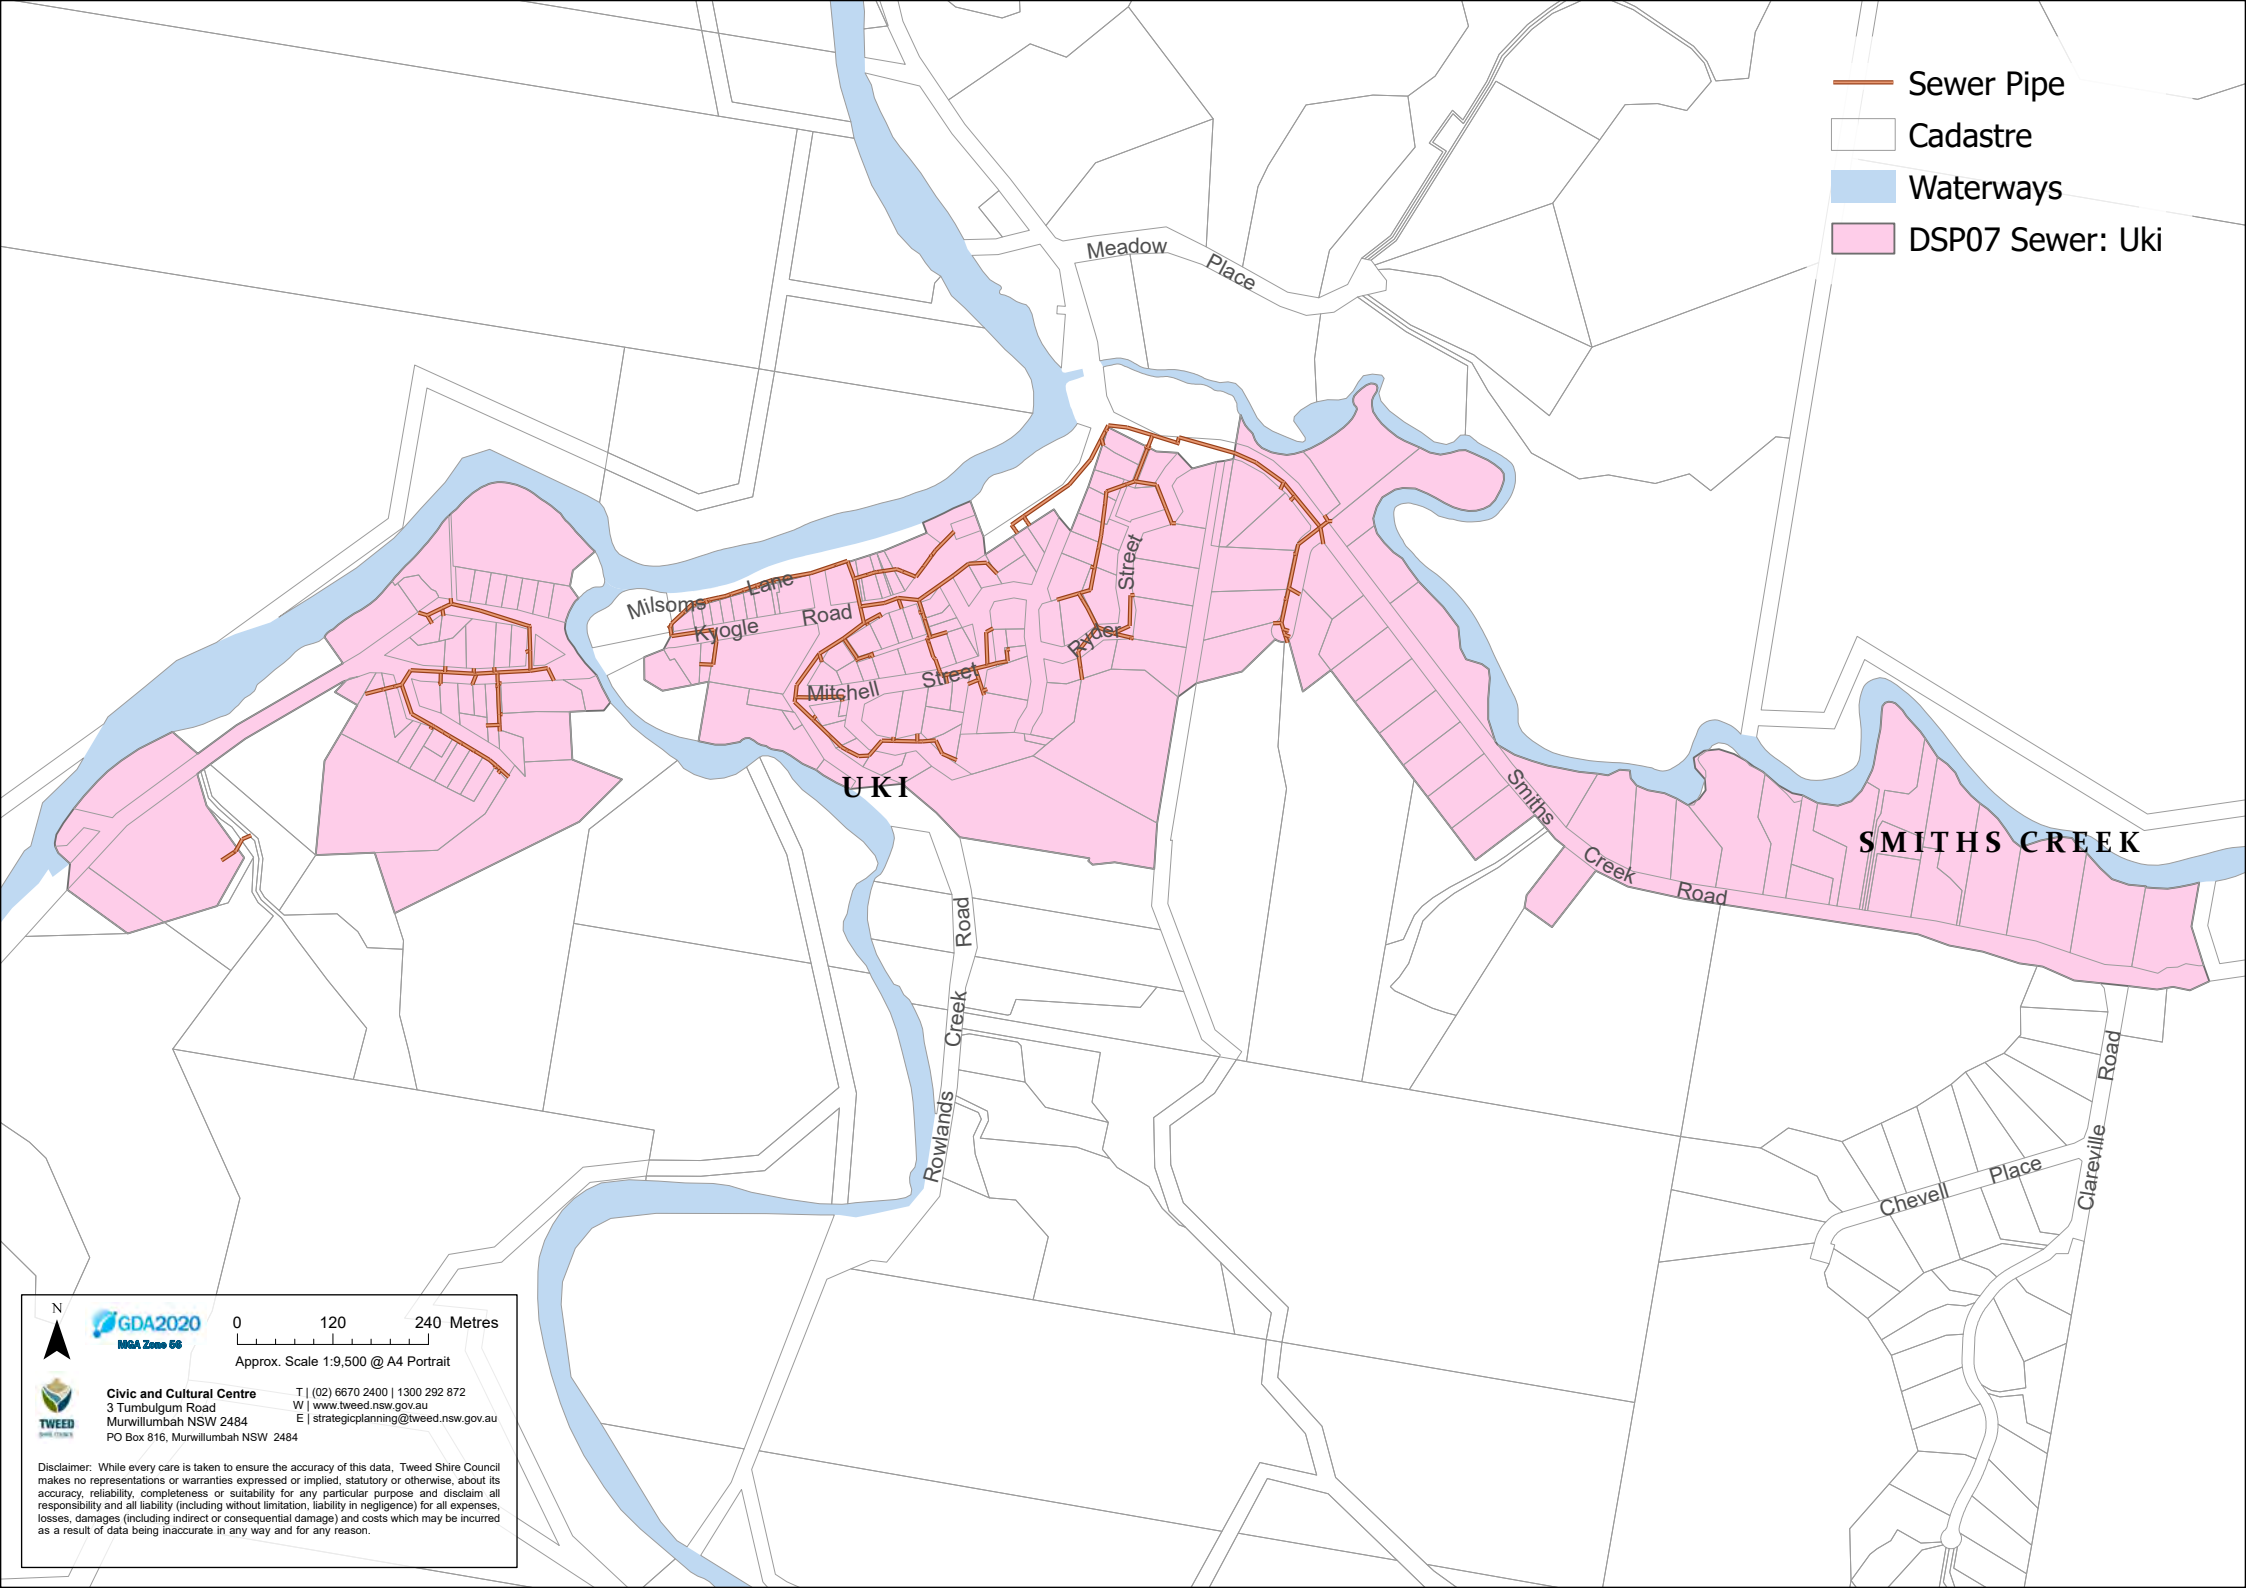 Sewer Pipe
Cadastre
Waterways
DSP07 Sewer: Uki
Meadow
Place
Milsoms
Lane
Kyogle
Road
Street
Ryder
Mitchell
Street
UKI
Smiths
Creek
Road
SMITHS CREEK
Road
Creek
Rowlands
Road
Clareville
Chevell
Place
N
GDA2020
MGA Zone 56
0 120 240 Metres
Approx. Scale 1:9,500 @ A4 Portrait
TWEED
Civic and Cultural Centre
3 Tumbulgum Road
Murwillumbah NSW 2484
PO Box 816, Murwillumbah NSW 2484
T | (02) 6670 2400 | 1300 292 872
W | www.tweed.nsw.gov.au
E | strategicplanning@tweed.nsw.gov.au
Disclaimer: While every care is taken to ensure the accuracy of this data, Tweed Shire Council
makes no representations or warranties expressed or implied, statutory or otherwise, about its
accuracy, reliability, completeness or suitability for any particular purpose and disclaim all
responsibility and all liability (including without limitation, liability in negligence) for all expenses,
losses, damages (including indirect or consequential damage) and costs which may be incurred
as a result of data being inaccurate in any way and for any reason.